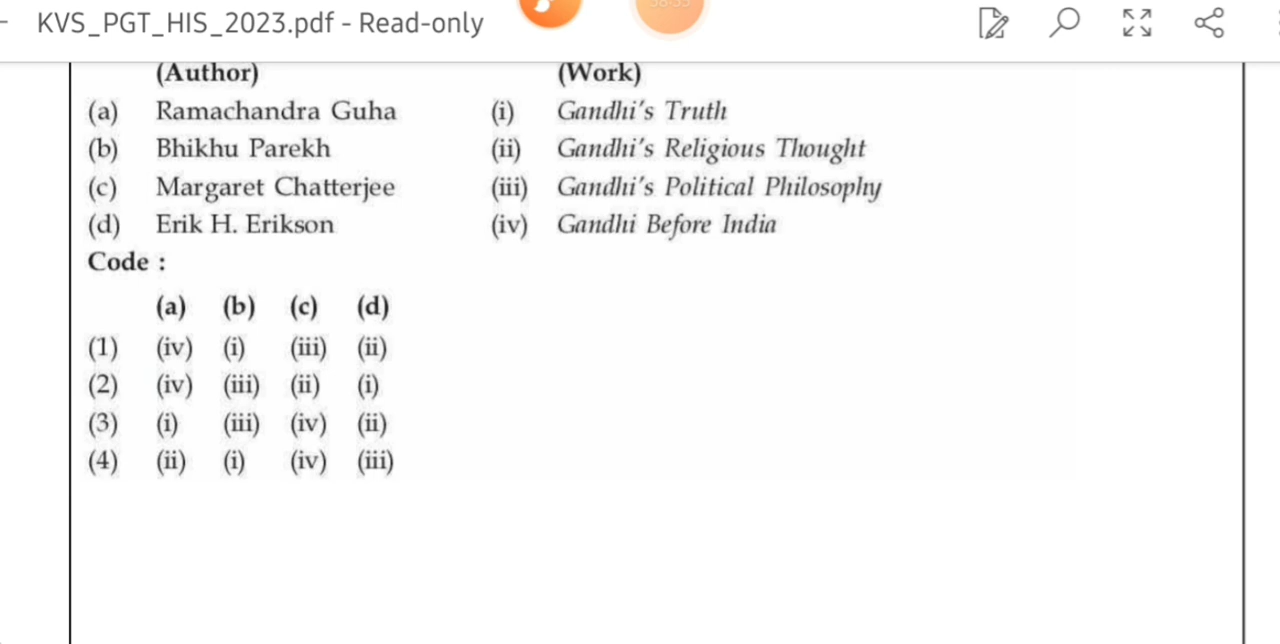 KVS_PGT_HIS_2023.pdf - Read-only
(Author) (Work)
(a) Ramachandra Guha (i) Gandhi's Truth
(b) Bhikhu Parekh (ii) Gandhi's Religious Thought
(c) Margaret Chatterjee (iii) Gandhi's Political Philosophy
(d) Erik H. Erikson (iv) Gandhi Before India
Code :
(a) (b) (c) (d)
(1) (iv) (i) (iii) (ii)
(2) (iv) (iii) (ii) (i)
(3) (i) (iii) (iv) (ii)
(4) (ii) (i) (iv) (iii)